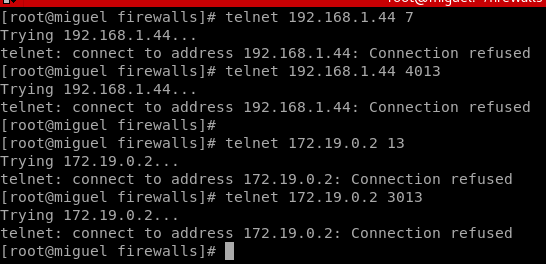 [root@miguel firewalls]# telnet 192.168.1.44 7
Trying 192.168.1.44...
telnet: connect to address 192.168.1.44: Connection refused
[root@miguel firewalls]# telnet 192.168.1.44 4013
Trying 192.168.1.44...
telnet: connect to address 192.168.1.44: Connection refused
[root@miguel firewalls]#
[root@miguel firewalls]# telnet 172.19.0.2 13
Trying 172.19.0.2...
telnet: connect to address 172.19.0.2: Connection refused
[root@miguel firewalls]# telnet 172.19.0.2 3013
Trying 172.19.0.2...
telnet: connect to address 172.19.0.2: Connection refused
[root@miguel firewalls]#